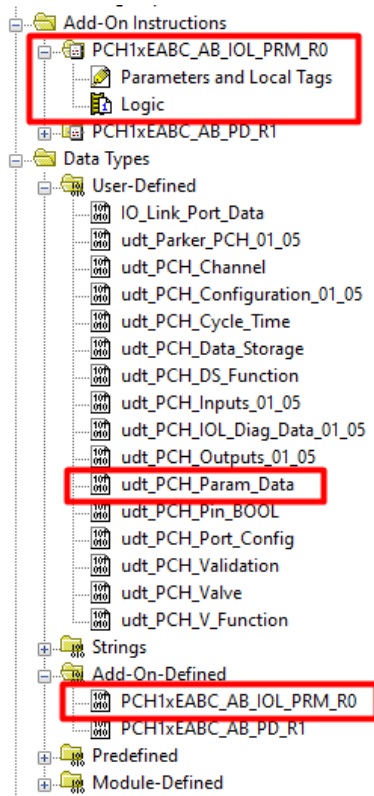 Add-On Instructions
PCH1xEABC_AB_IOL_PRM_R0
Parameters and Local Tags
Logic
PCH1xEABC_AB_PD_R1
Data Types
User-Defined
IO_Link_Port_Data
udt_Parker_PCH_01_05
udt_PCH_Channel
udt_PCH_Configuration_01_05
udt_PCH_Cycle_Time
udt_PCH_Data_Storage
udt_PCH_DS_Function
udt_PCH_Inputs_01_05
udt_PCH_IOL_Diag_Data_01_05
udt_PCH_Outputs_01_05
udt_PCH_Param_Data
udt_PCH_Pin_BOOL
udt_PCH_Port_Config
udt_PCH_Validation
udt_PCH_Valve
udt_PCH_V_Function
Strings
Add-On-Defined
PCH1xEABC_AB_IOL_PRM_R0
PCH1xEABC_AB_PD_R1
Predefined
Module-Defined